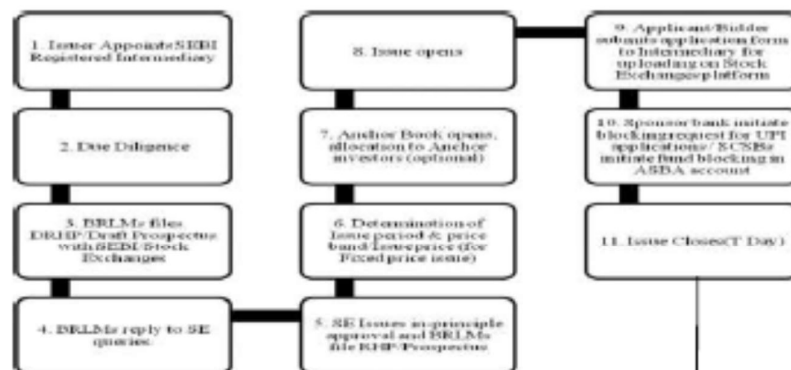 1. Issuer Appoints SEBI
Registered Intermediary
2. Due Diligence
3. BRLMs files
DRHP/Draft Prospectus
with SEBI/Stock
Exchanges
4. BRLMs reply to SE
queries.
5. SE Issues in-principle
approval and BRLMs
file RHP/Prospectus
6. Determination of
Issue period & price
band/Issue price (for
Fixed price issue)
7. Anchor Book opens,
allocation to Anchor
investors (optional)
8. Issue opens
9. Applicant/Bidder
submits application form
to Intermediary for
uploading on Stock
Exchanges platform
10. Sponsor bank initiate
blocking request for UPI
applications/ SCSBs
initiate fund blocking in
ASBA account
11. Issue Closes(T Day)